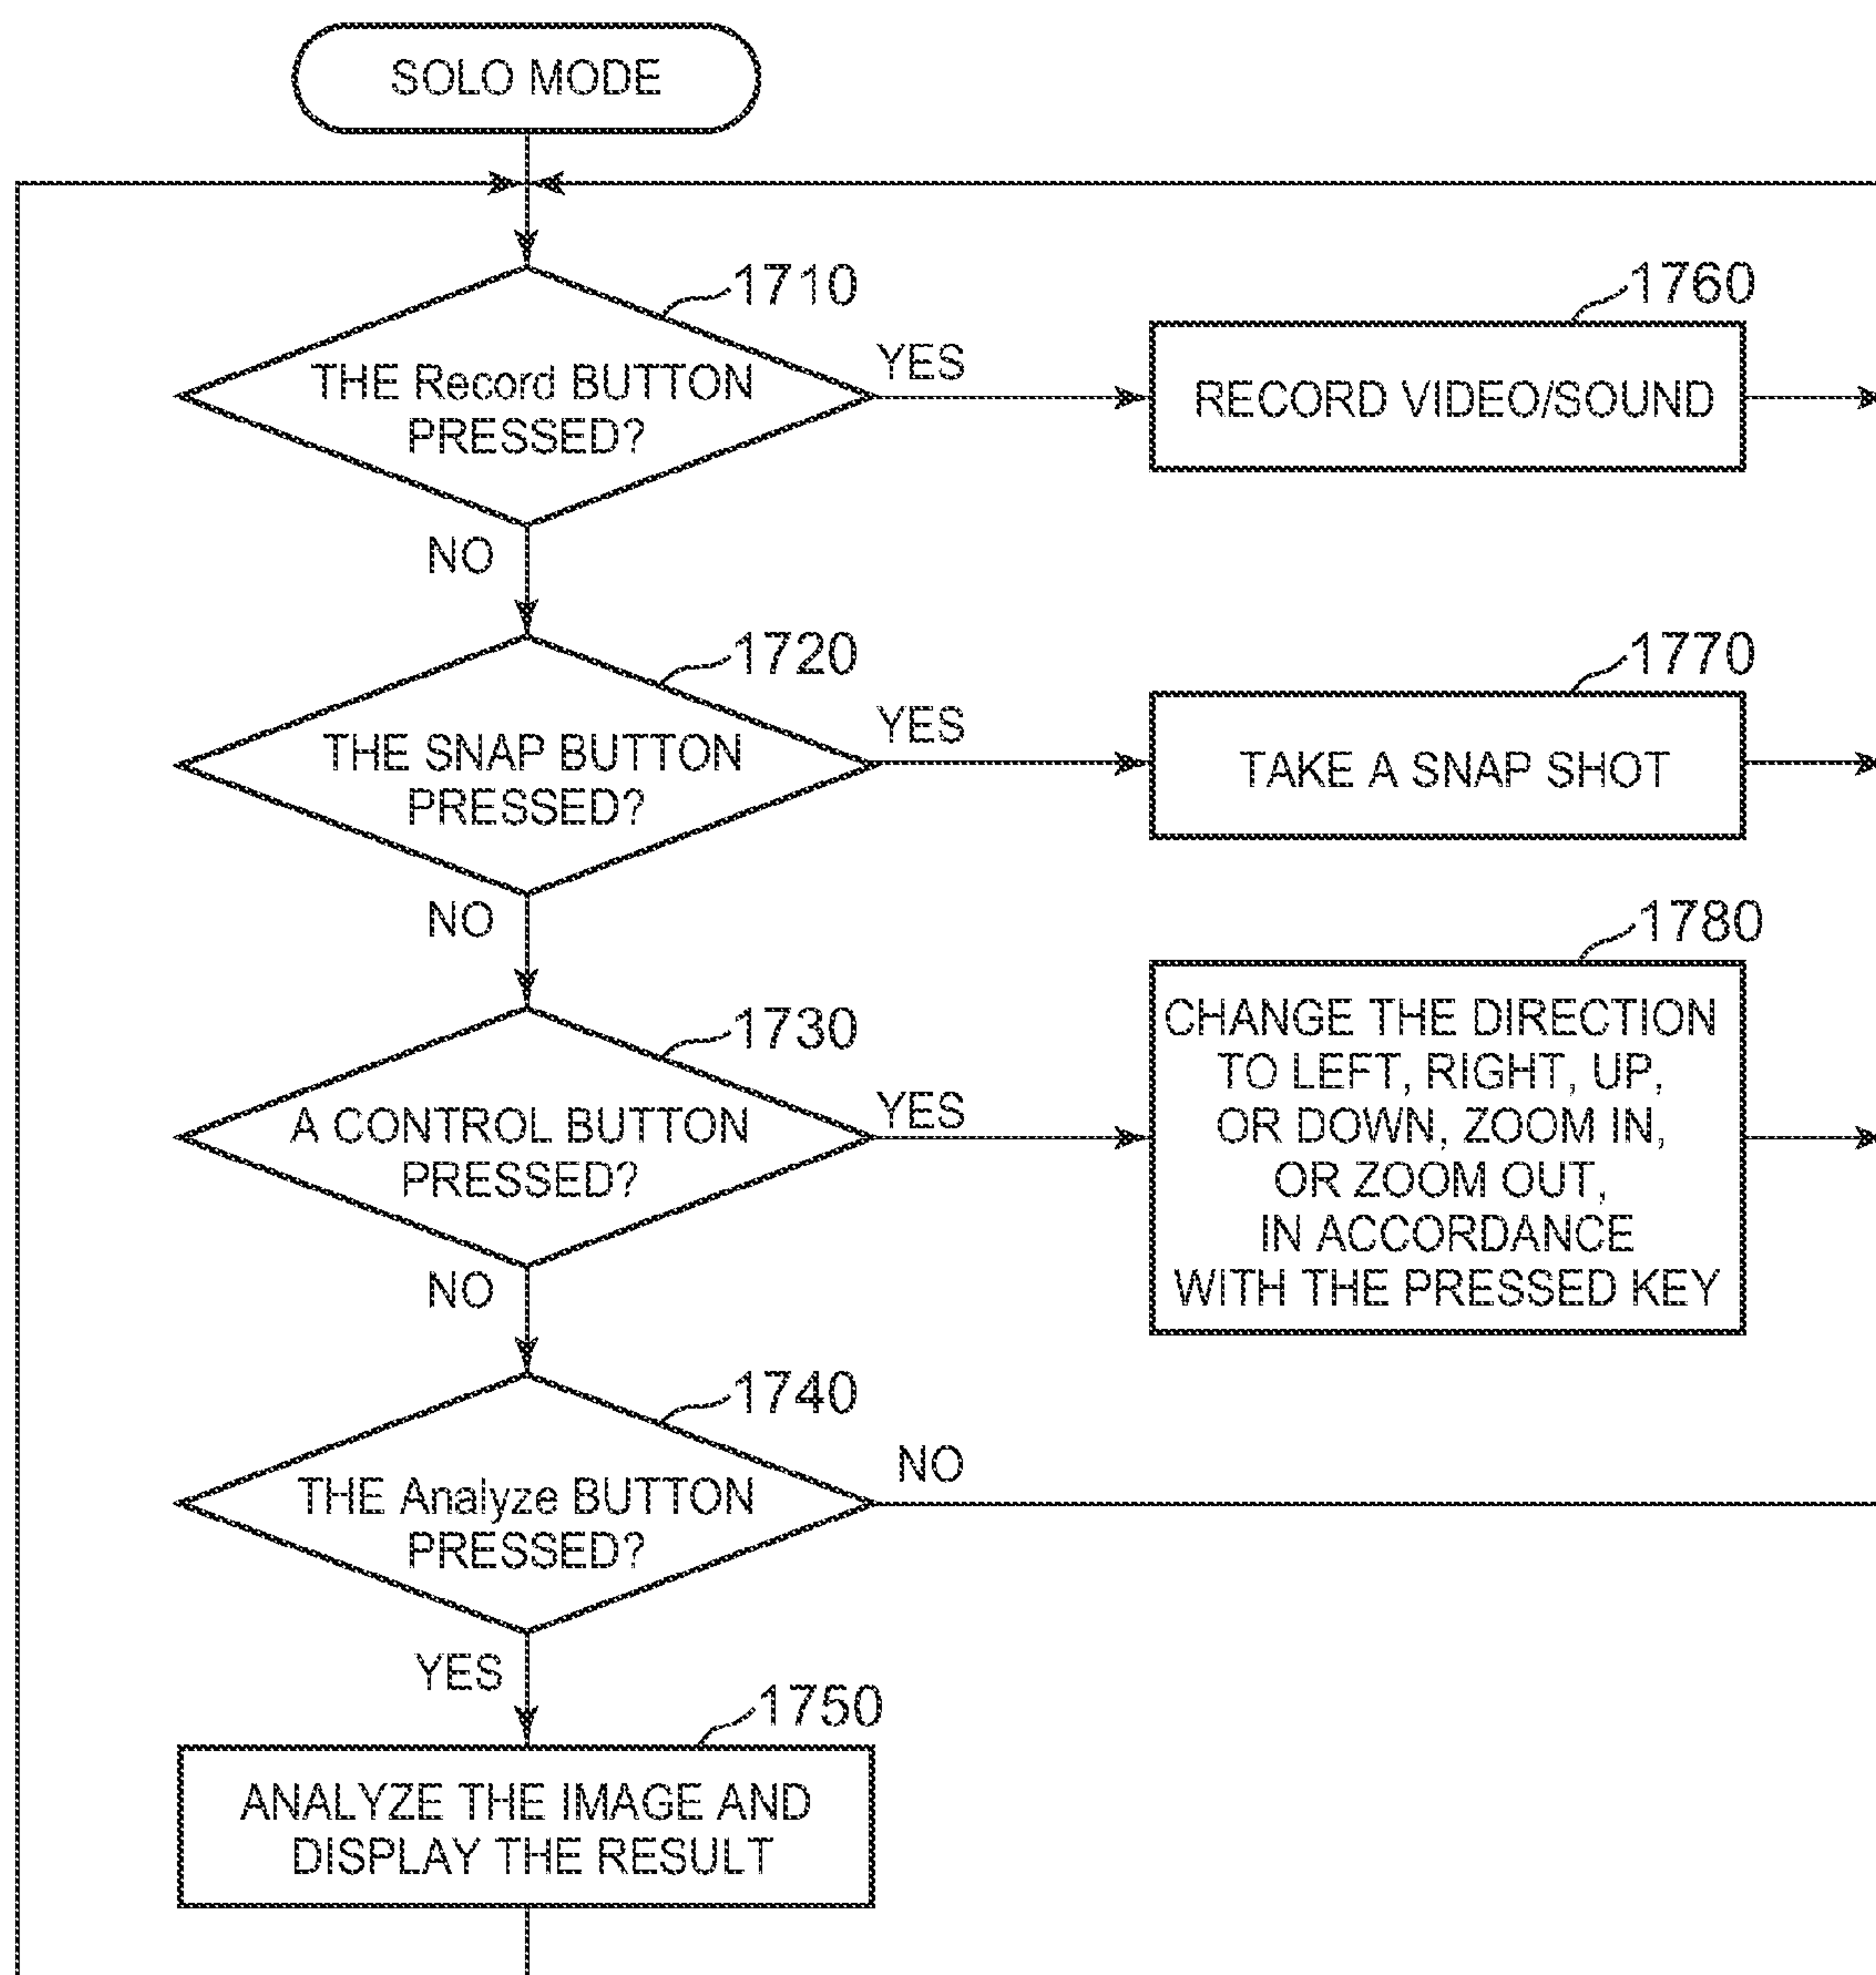 SOLO MODE
1710
THE Record BUTTON
PRESSED?
YES
1760
RECORD VIDEO/SOUND
NO
1720
THE SNAP BUTTON
PRESSED?
YES
1770
TAKE A SNAP SHOT
NO
1730
A CONTROL BUTTON
PRESSED?
YES
1780
CHANGE THE DIRECTION
TO LEFT, RIGHT, UP,
OR DOWN, ZOOM IN,
OR ZOOM OUT,
IN ACCORDANCE
WITH THE PRESSED KEY
NO
1740
THE Analyze BUTTON
PRESSED?
NO
YES
1750
ANALYZE THE IMAGE AND
DISPLAY THE RESULT